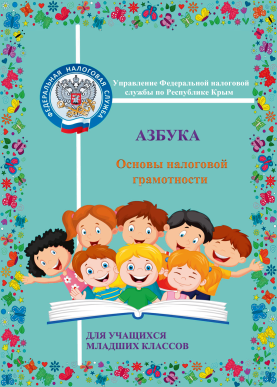 ФЕДЕРАЛЬНАЯ НАЛОГОВАЯ СЛУЖБА
Управление Федеральной налоговой
службы по Республике Крым
АЗБУКА
Основы налоговой
грамотности
ДЛЯ УЧАЩИХСЯ
МЛАДШИХ КЛАССОВ